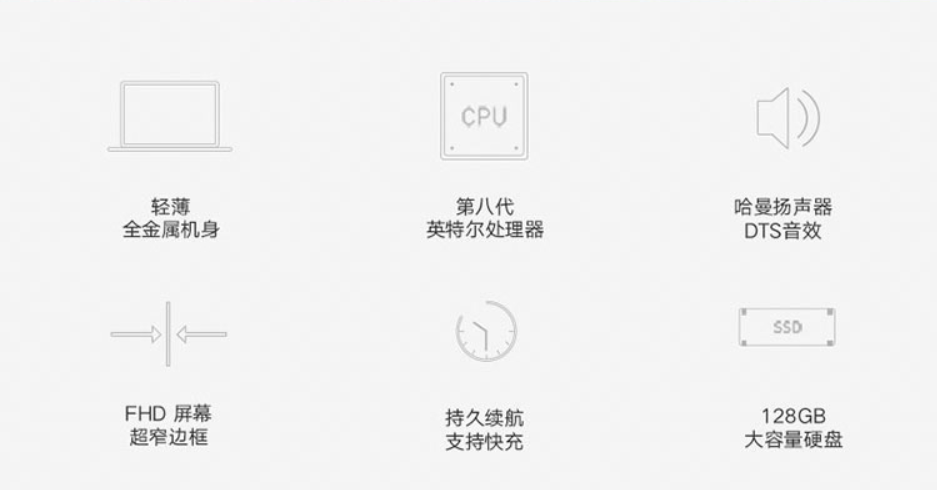 CPU
轻薄
全金属机身
第八代
英特尔处理器
哈曼扬声器
DTS音效
SSD
FHD 屏幕
超窄边框
持久续航
支持快充
128GB
大容量硬盘